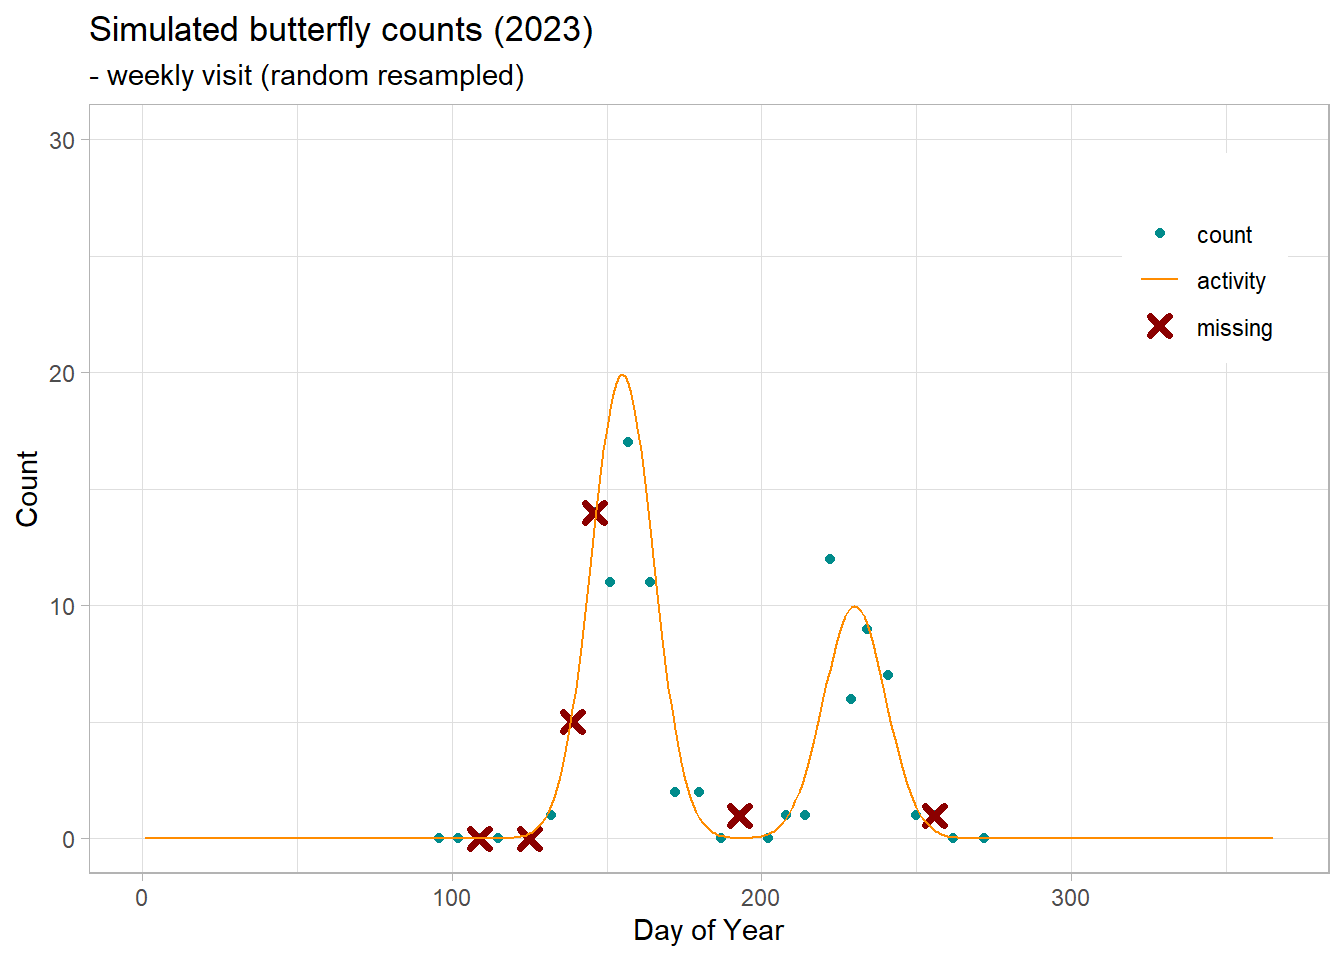 Simulated butterfly counts (2023)
- weekly visit (random resampled)
30
20
10
0
Count
count
activity
missing
0 100 200 300
Day of Year